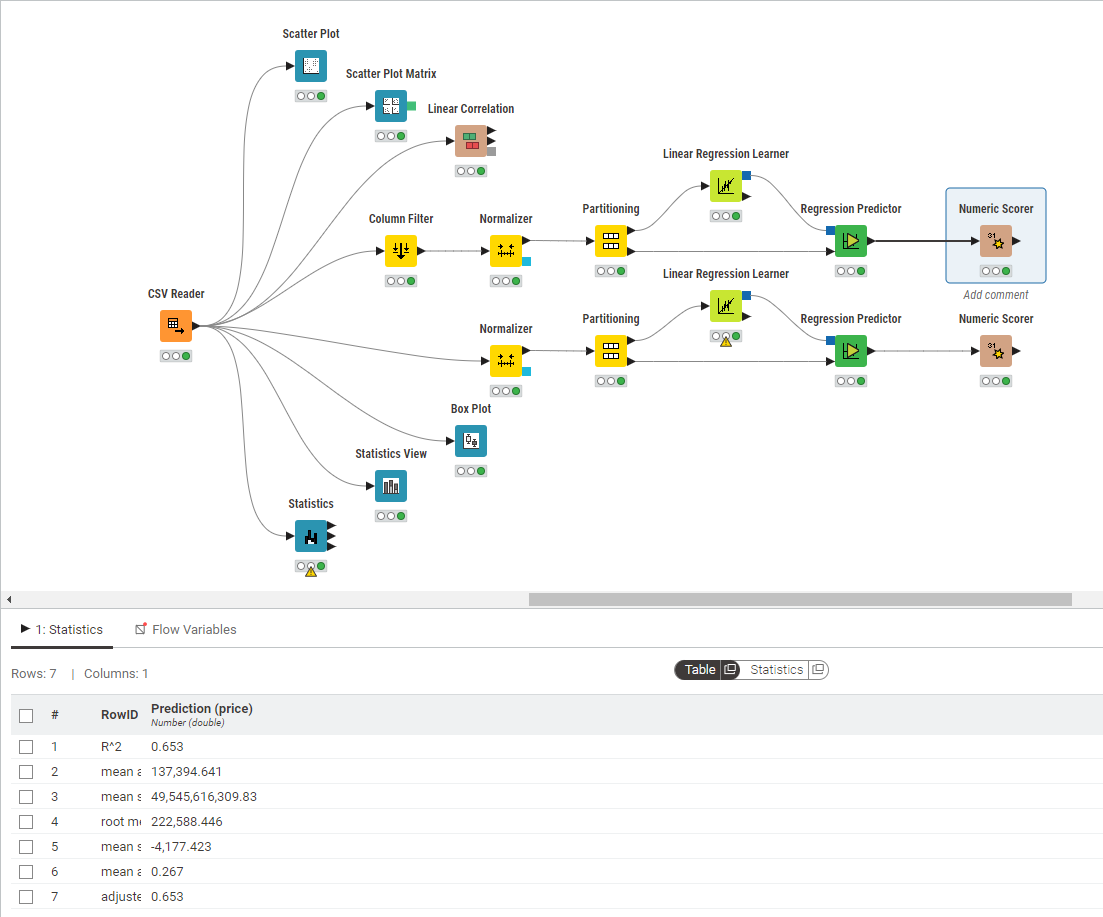 Scatter Plot
Scatter Plot Matrix
Linear Correlation
Linear Regression Learner
Column Filter
Normalizer
Partitioning
Regression Predictor
Numeric Scorer
Add comment
CSV Reader
Linear Regression Learner
Normalizer
Partitioning
Regression Predictor
Numeric Scorer
Box Plot
Statistics View
Statistics
1: Statistics Flow Variables
Rows: 7 | Columns: 1 Table Statistics
# RowID Prediction (price)
Number (double)
1 R^2 0.653
2 mean a 137,394.641
3 mean s 49,545,616,309.83
4 root me 222,588.446
5 mean s -4,177.423
6 mean a 0.267
7 adjuste 0.653